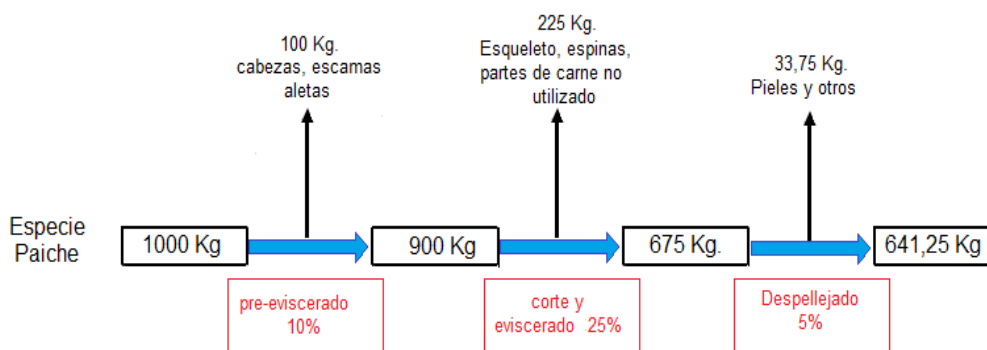 100 Kg.
cabezas, escamas
aletas
225 Kg.
Esqueleto, espinas,
partes de carne no
utilizado
33,75 Kg.
Pieles y otros
Especie
Paiche
1000 Kg
900 Kg
675 Kg.
641,25 Kg
pre-eviscerado
10%
corte y
eviscerado 25%
Despellejado
5%